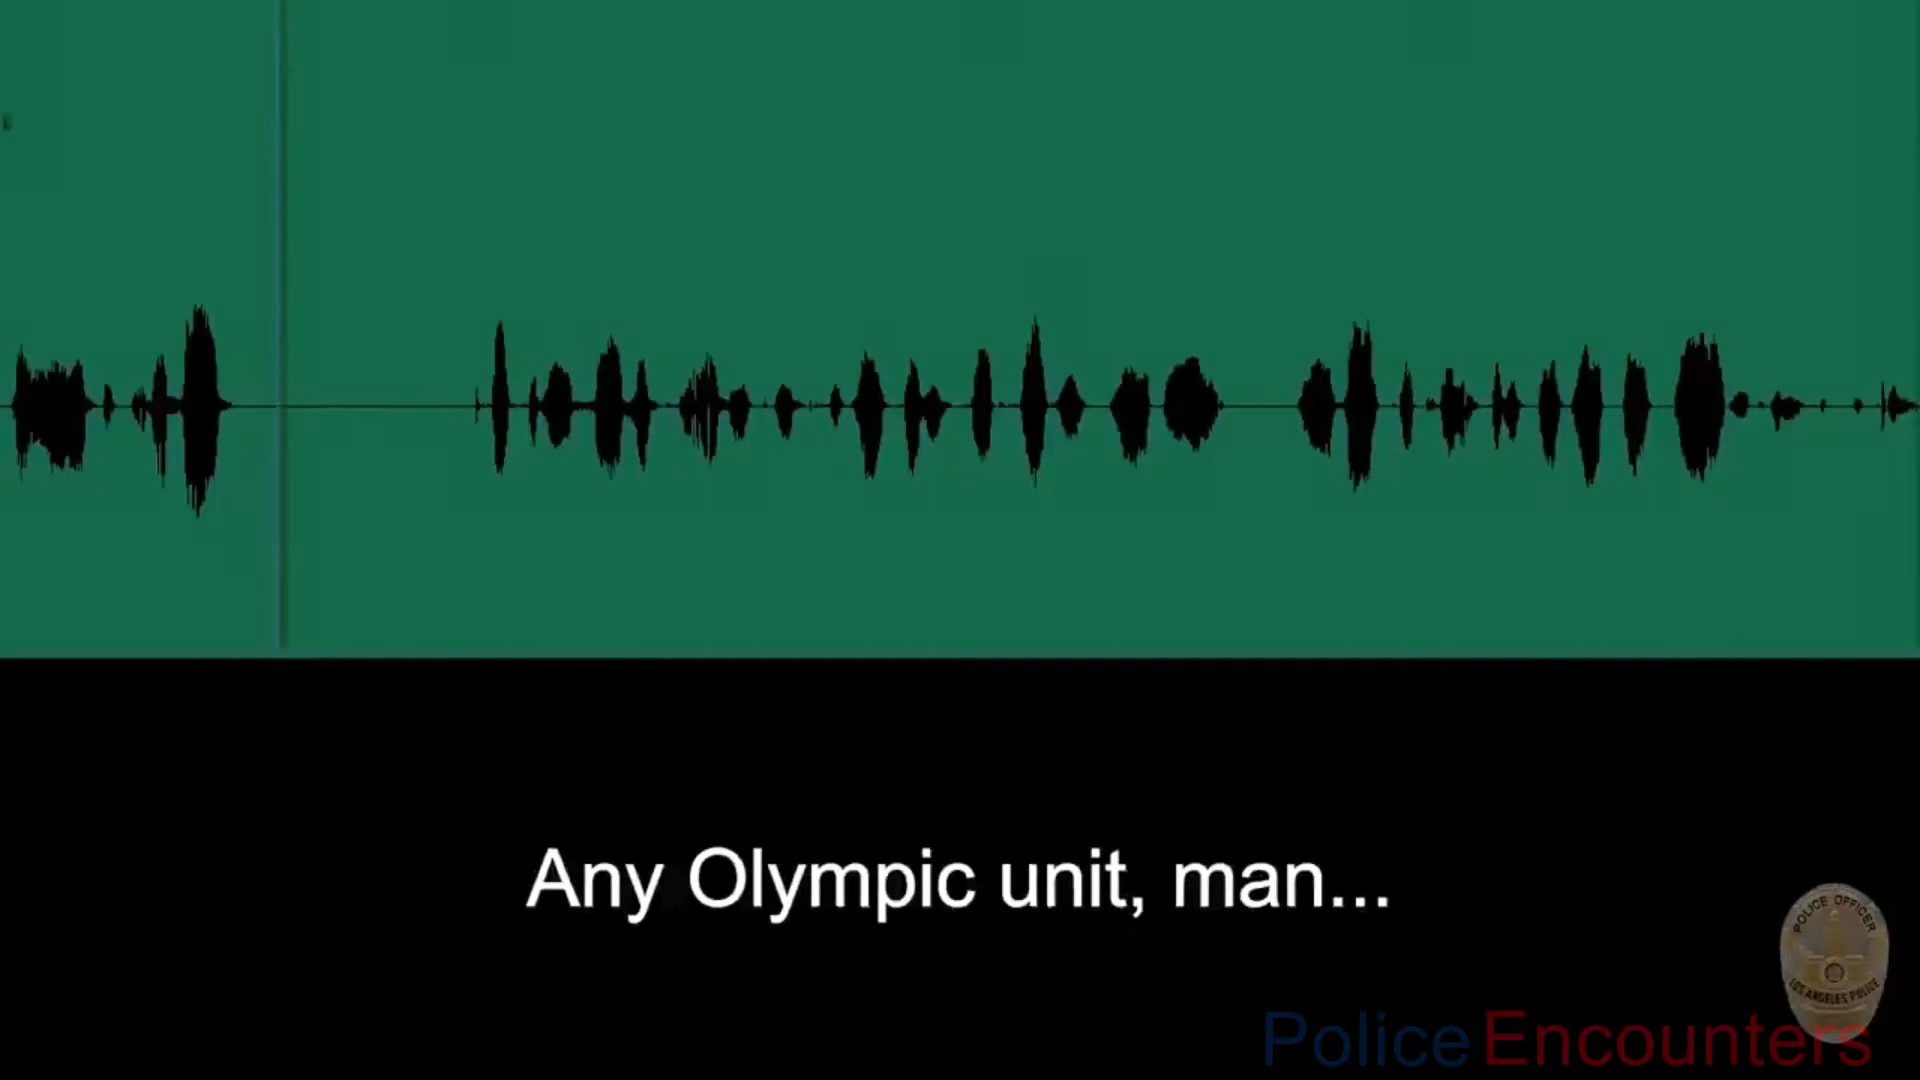 Any Olympic unit, man...
POLICE OFFICER
LOS ANGELES POLICE
Police Encounters